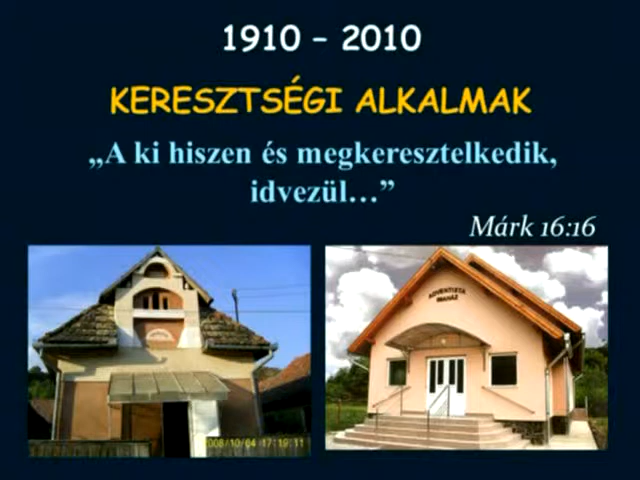 1910 – 2010
KERESZTSÉGI ALKALMAK
„A ki hiszen és megkeresztelkedik,
idvezül…”
Márk 16:16
ADVENTISTA
IMAHÁZ
2008/10/04 17:19:11